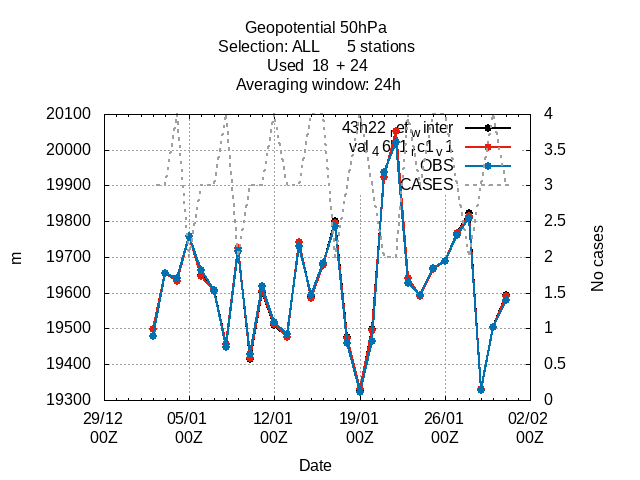 Geopotential 50hPa
Selection: ALL 5 stations
Used 18 + 24
Averaging window: 24h
43h22_ref_winter
OBS
CASES
20100
20000
19900
19800
19700
19600
19500
19400
19300
m
4
3.5
3
2.5
2
1.5
1
0.5
0
No cases
29/12 05/01 12/01 19/01 26/01 02/02
00Z 00Z 00Z 00Z 00Z 00Z
Date